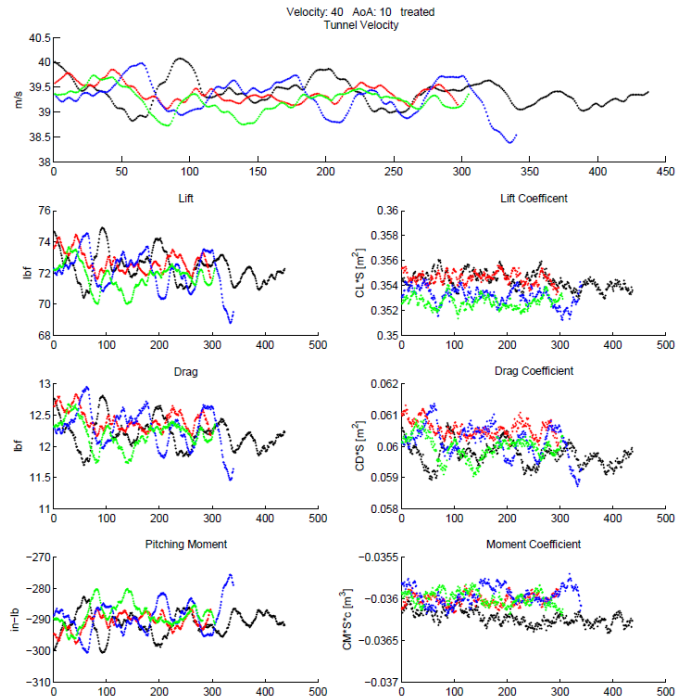 Velocity: 40 AoA: 10 treated
Tunnel Velocity
40.5
40
39.5
39
38.5
38
m/s
0 50 100 150 200 250 300 350 400 450
Lift
76
74
72
70
68
lbf
0 100 200 300 400 500
Lift Coefficent
0.36
0.358
0.356
0.354
0.352
0.35
CL*S [m²]
0 100 200 300 400 500
Drag
13
12.5
12
11.5
11
lbf
0 100 200 300 400 500
Drag Coefficient
0.062
0.061
0.06
0.059
0.058
CD*S [m²]
0 100 200 300 400 500
Pitching Moment
−270
−280
−290
−300
−310
in−lb
0 100 200 300 400 500
Moment Coefficient
−0.0355
−0.036
−0.0365
−0.037
CM*S*c [m³]
0 100 200 300 400 500